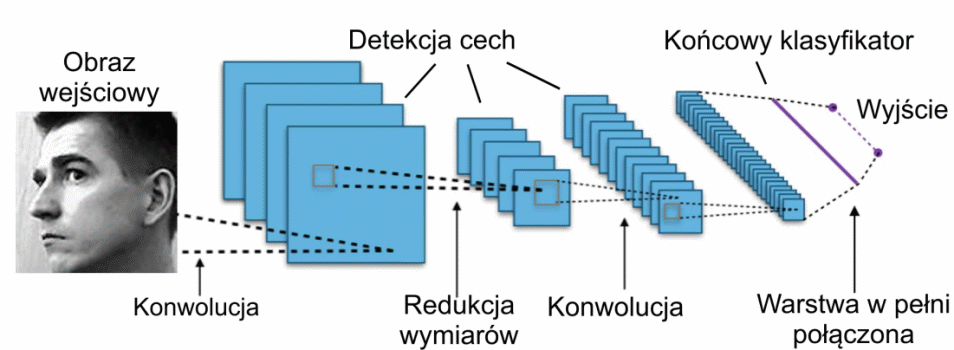 Detekcja cech
Końcowy klasyfikator
Obraz
wejściowy
Wyjście
Konwolucja
Redukcja
wymiarów
Konwolucja
Warstwa w pełni
połączona